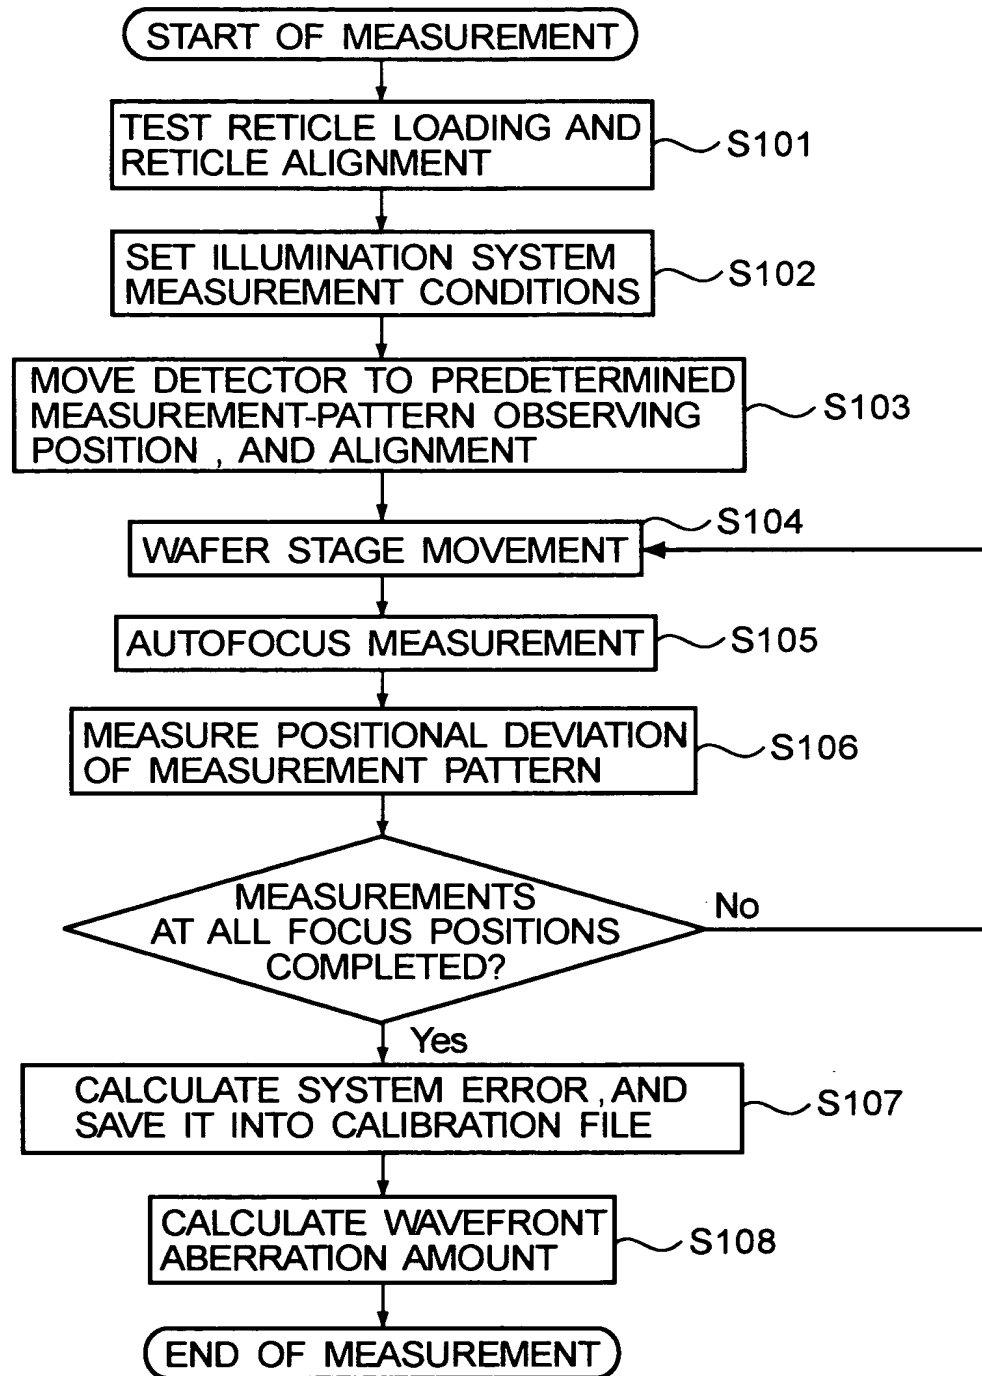 START OF MEASUREMENT
TEST RETICLE LOADING AND
RETICLE ALIGNMENT
S101
SET ILLUMINATION SYSTEM
MEASUREMENT CONDITIONS
S102
MOVE DETECTOR TO PREDETERMINED
MEASUREMENT-PATTERN OBSERVING
POSITION , AND ALIGNMENT
S103
WAFER STAGE MOVEMENT
S104
AUTOFOCUS MEASUREMENT
S105
MEASURE POSITIONAL DEVIATION
OF MEASUREMENT PATTERN
S106
MEASUREMENTS
AT ALL FOCUS POSITIONS
COMPLETED?
No
Yes
CALCULATE SYSTEM ERROR , AND
SAVE IT INTO CALIBRATION FILE
S107
CALCULATE WAVEFRONT
ABERRATION AMOUNT
S108
END OF MEASUREMENT